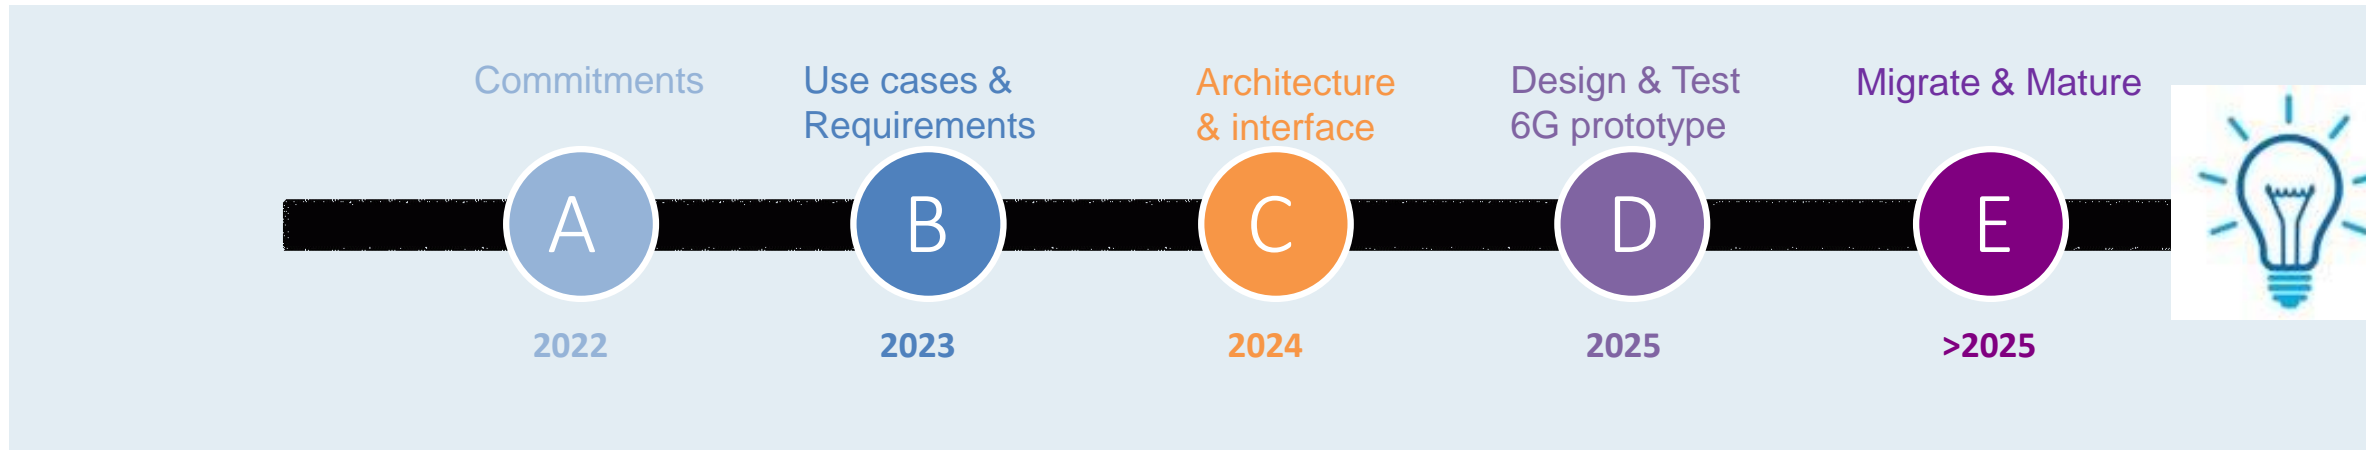 Commitments
Use cases &
Requirements
Architecture
& interface
Design & Test
6G prototype
Migrate & Mature
A
B
C
D
E
2022
2023
2024
2025
>2025